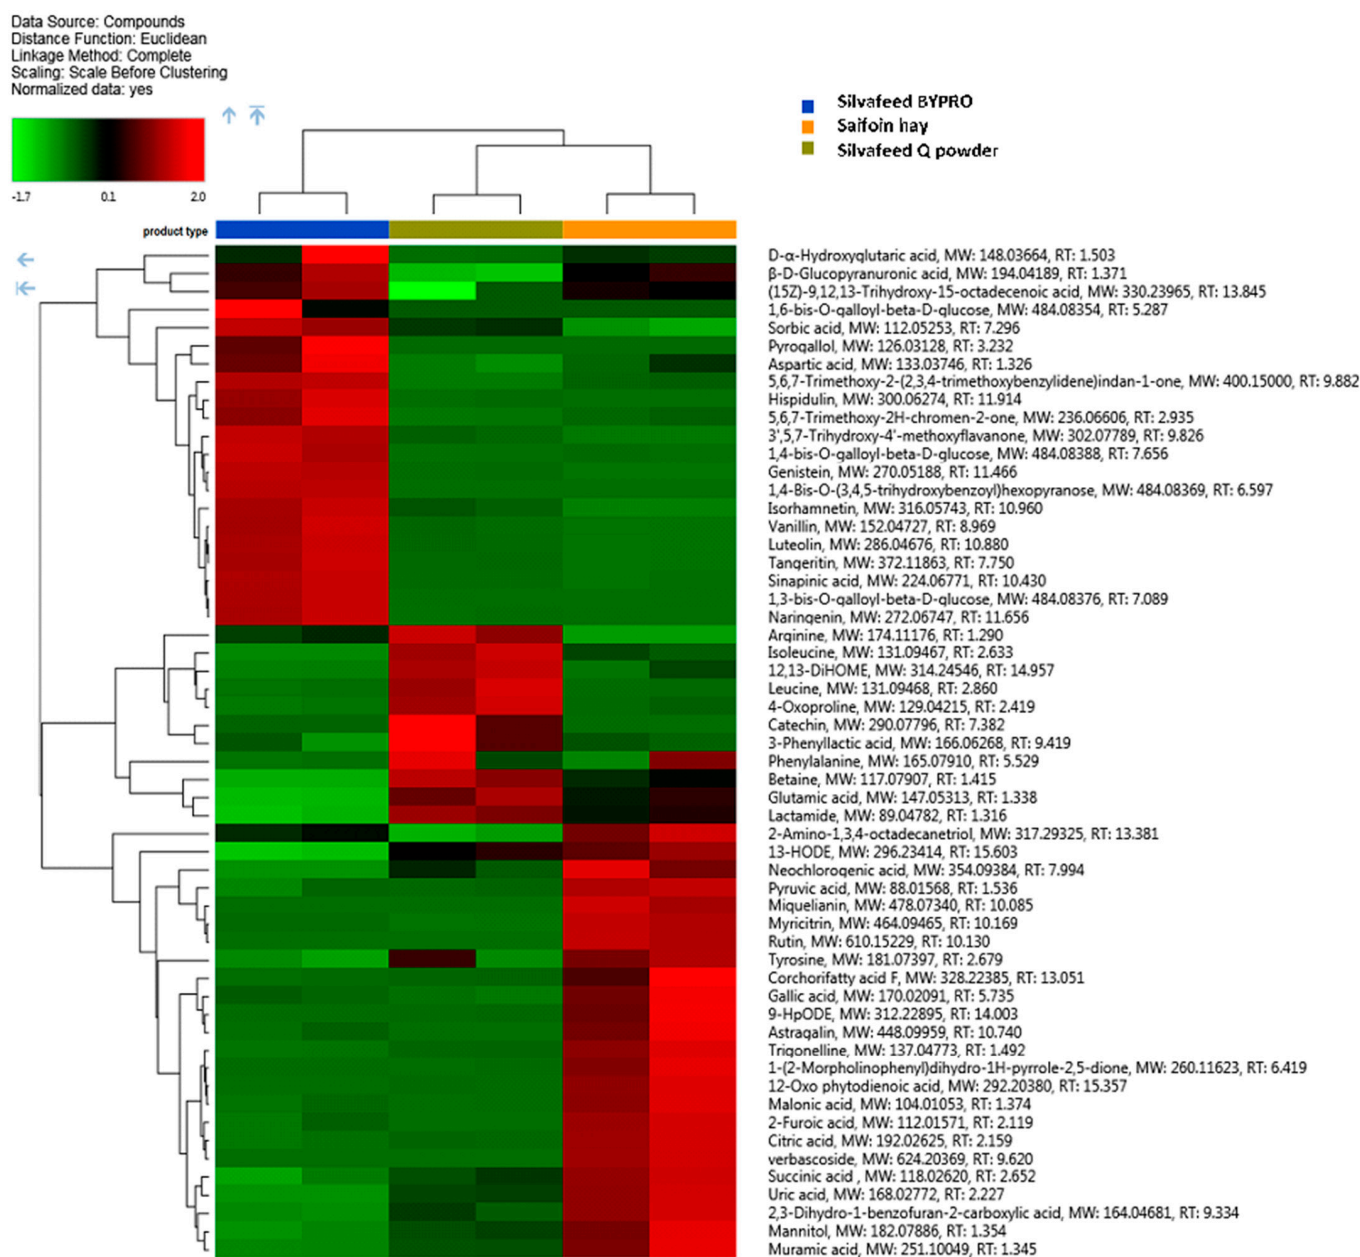 Data Source: Compounds
Distance Function: Euclidean
Linkage Method: Complete
Scaling: Scale Before Clustering
Normalized data: yes
-1.7 0.1 2.0
Silvafeed BYPRO
Saifoin hay
Silvafeed Q powder
product type
D-α-Hydroxyglutaric acid, MW: 148.03664, RT: 1.503
β-D-Glucopyranuronic acid, MW: 194.04189, RT: 1.371
(15Z)-9,12,13-Trihydroxy-15-octadecenoic acid, MW: 330.23965, RT: 13.845
1,6-bis-O-galloyl-beta-D-glucose, MW: 484.08354, RT: 5.287
Sorbic acid, MW: 112.05253, RT: 7.296
Pyrogallol, MW: 126.03128, RT: 3.232
Aspartic acid, MW: 133.03746, RT: 1.326
5,6,7-Trimethoxy-2-(2,3,4-trimethoxybenzylidene)indan-1-one, MW: 400.15000, RT: 9.882
Hispidulin, MW: 300.06274, RT: 11.914
5,6,7-Trimethoxy-2H-chromen-2-one, MW: 236.06606, RT: 2.935
3',5,7-Trihydroxy-4'-methoxyflavanone, MW: 302.07789, RT: 9.826
1,4-bis-O-galloyl-beta-D-glucose, MW: 484.08388, RT: 7.656
Genistein, MW: 270.05188, RT: 11.466
1,4-Bis-O-(3,4,5-trihydroxybenzoyl)hexopyranose, MW: 484.08369, RT: 6.597
Isorhamnetin, MW: 316.05743, RT: 10.960
Vanillin, MW: 152.04727, RT: 8.969
Luteolin, MW: 286.04676, RT: 10.880
Tangeritin, MW: 372.11863, RT: 7.750
Sinapinic acid, MW: 224.06771, RT: 10.430
1,3-bis-O-galloyl-beta-D-glucose, MW: 484.08376, RT: 7.089
Naringenin, MW: 272.06747, RT: 11.656
Arginine, MW: 174.11176, RT: 1.290
Isoleucine, MW: 131.09467, RT: 2.633
12,13-DiHOME, MW: 314.24546, RT: 14.957
Leucine, MW: 131.09468, RT: 2.860
4-Oxoproline, MW: 129.04215, RT: 2.419
Catechin, MW: 290.07796, RT: 7.382
3-Phenyllactic acid, MW: 166.06268, RT: 9.419
Phenylalanine, MW: 165.07910, RT: 5.529
Betaine, MW: 117.07907, RT: 1.415
Glutamic acid, MW: 147.05313, RT: 1.338
Lactamide, MW: 89.04782, RT: 1.316
2-Amino-1,3,4-octadecanetriol, MW: 317.29325, RT: 13.381
13-HODE, MW: 296.23414, RT: 15.603
Neochlorogenic acid, MW: 354.09384, RT: 7.994
Pyruvic acid, MW: 88.01568, RT: 1.536
Miquelianin, MW: 478.07340, RT: 10.085
Myricitrin, MW: 464.09465, RT: 10.169
Rutin, MW: 610.15229, RT: 10.130
Tyrosine, MW: 181.07397, RT: 2.679
Corchorifatty acid F, MW: 328.22385, RT: 13.051
Gallic acid, MW: 170.02091, RT: 5.735
9-HpODE, MW: 312.22895, RT: 14.003
Astragalin, MW: 448.09959, RT: 10.740
Trigonelline, MW: 137.04773, RT: 1.492
1-(2-Morpholinophenyl)dihydro-1H-pyrrole-2,5-dione, MW: 260.11623, RT: 6.419
12-Oxo phytodienoic acid, MW: 292.20380, RT: 15.357
Malonic acid, MW: 104.01053, RT: 1.374
2-Furoic acid, MW: 112.01571, RT: 2.119
Citric acid, MW: 192.02625, RT: 2.159
verbascoside, MW: 624.20369, RT: 9.620
Succinic acid , MW: 118.02620, RT: 2.652
Uric acid, MW: 168.02772, RT: 2.227
2,3-Dihydro-1-benzofuran-2-carboxylic acid, MW: 164.04681, RT: 9.334
Mannitol, MW: 182.07886, RT: 1.354
Muramic acid, MW: 251.10049, RT: 1.345